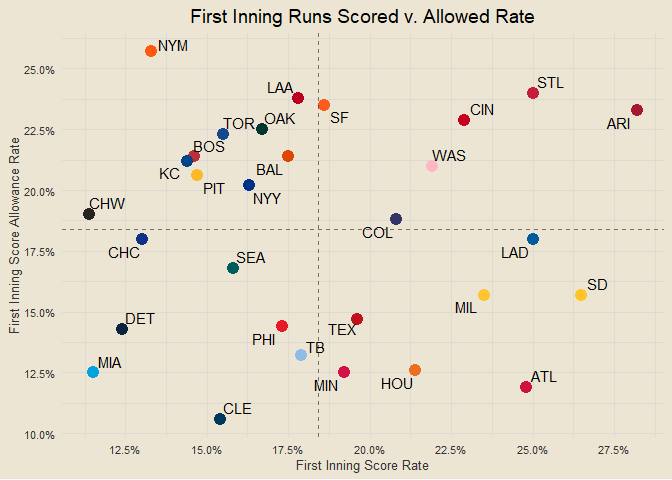 First Inning Runs Scored v. Allowed Rate
NYM
25.0%
LAA
STL
SF
CIN
ARI
22.5%
TOR
OAK
BOS
WAS
KC
BAL
PIT
20.0%
NYY
CHW
COL
CHC
LAD
17.5%
SEA
SD
MIL
15.0%
DET
PHI
TEX
TB
MIA
12.5%
MIN
HOU
ATL
CLE
10.0%
12.5% 15.0% 17.5% 20.0% 22.5% 25.0% 27.5%
First Inning Score Rate
First Inning Score Allowance Rate